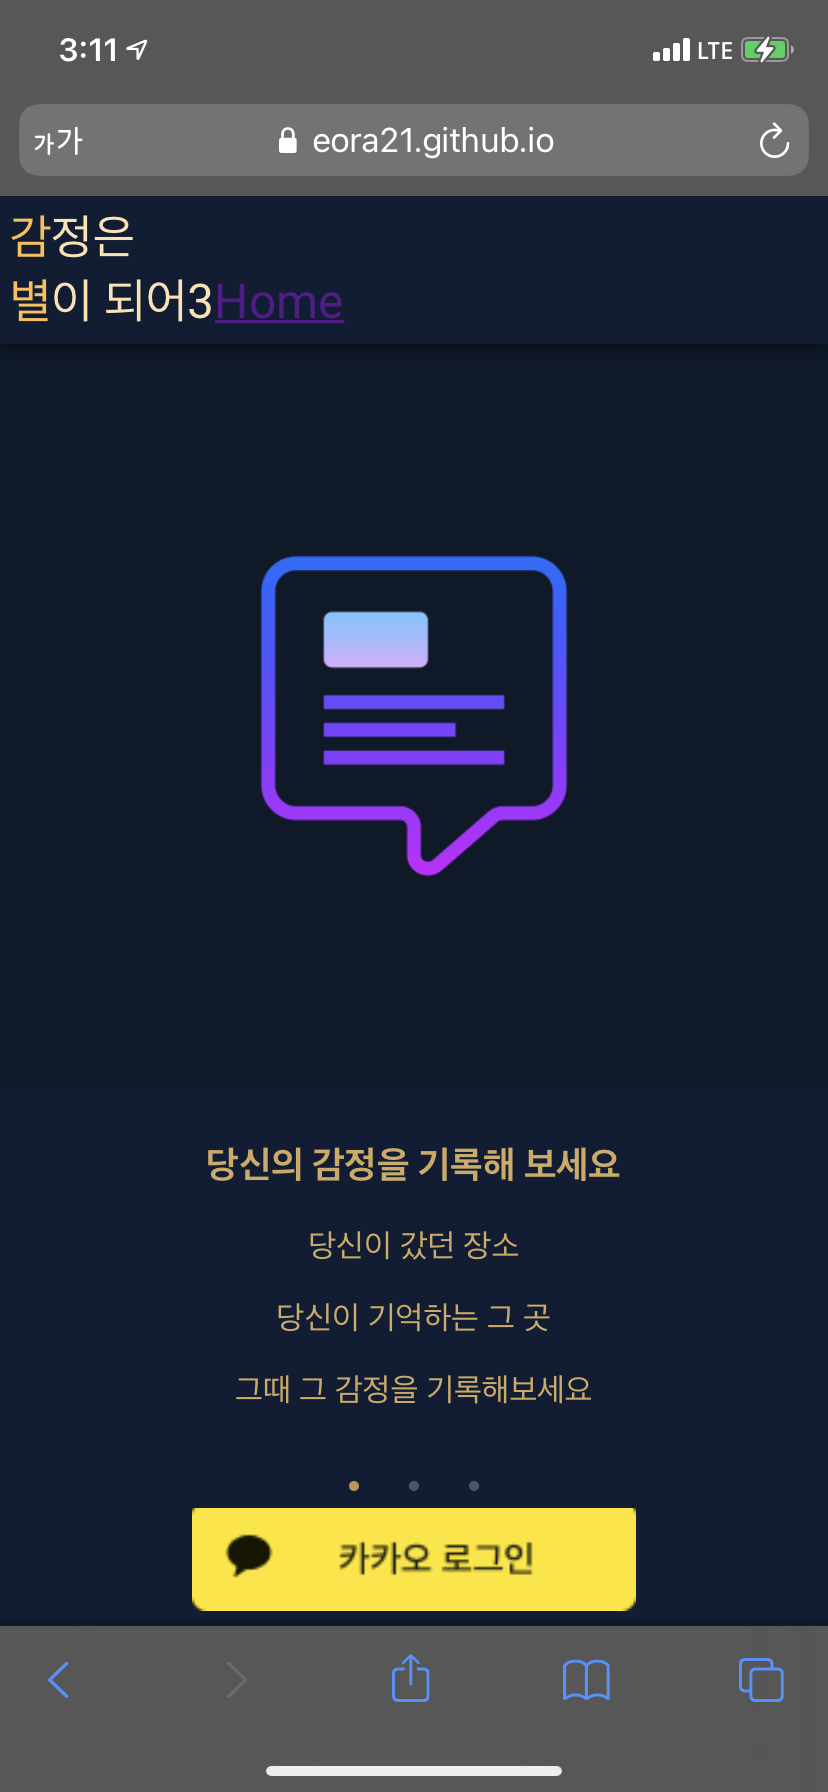 3:11 LTE
가가 eora21.github.io
감정은
별이 되어3Home
당신의 감정을 기록해 보세요
당신이 갔던 장소
당신이 기억하는 그 곳
그때 그 감정을 기록해보세요
카카오 로그인